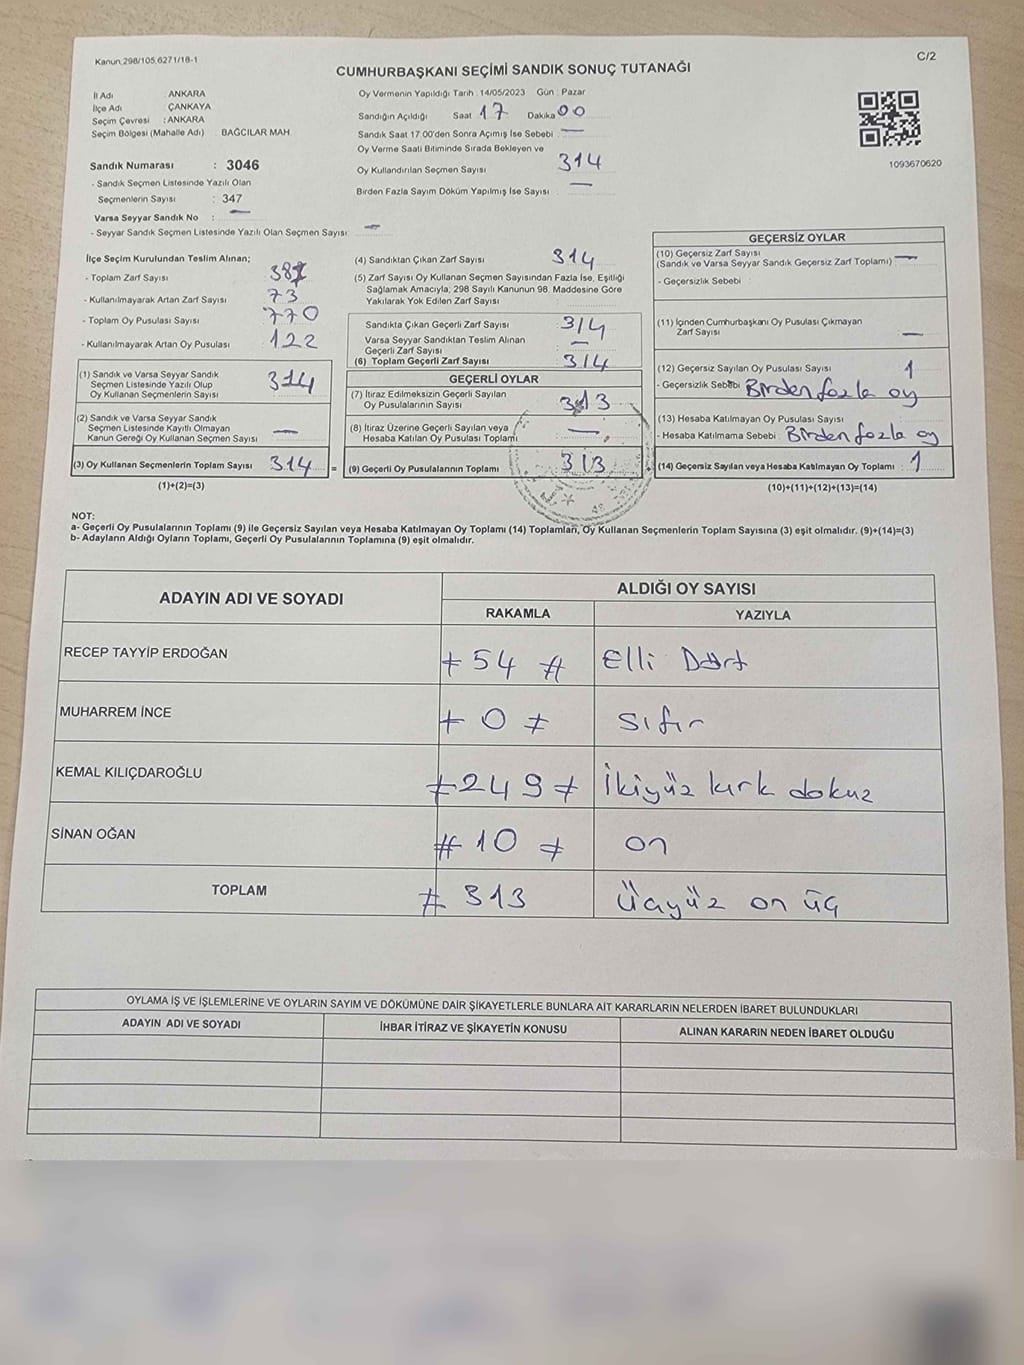 Kanun 298/105,6271/18-1
C/2
CUMHURBAŞKANI SEÇİMİ SANDIK SONUÇ TUTANAĞI
İl Adı : ANKARA
İlçe Adı : ÇANKAYA
Seçim Çevresi : ANKARA
Seçim Bölgesi (Mahalle Adı) : BAĞCILAR MAH.
Sandık Numarası : 3046
- Sandık Seçmen Listesinde Yazılı Olan
Seçmenlerin Sayısı : 347
Varsa Seyyar Sandık No : —
- Seyyar Sandık Seçmen Listesinde Yazılı Olan Seçmen Sayısı: —
Oy Vermenin Yapıldığı Tarih : 14/05/2023 Gün : Pazar
Sandığın Açıldığı Saat 17 Dakika 00
Sandık Saat 17.00'den Sonra Açımış İse Sebebi : —
Oy Verme Saati Bitiminde Sırada Bekleyen ve
Oy Kullandırılan Seçmen Sayısı 314
Birden Fazla Sayım Döküm Yapılmış İse Sayısı : —
1093670620
İlçe Seçim Kurulundan Teslim Alınan;
- Toplam Zarf Sayısı
- Kullanılmayarak Artan Zarf Sayısı 73
- Toplam Oy Pusulası Sayısı 770
- Kullanılmayarak Artan Oy Pusulası 122
(1) Sandık ve Varsa Seyyar Sandık
Seçmen Listesinde Yazılı Olup
Oy Kullanan Seçmenlerin Sayısı 314
(2) Sandık ve Varsa Seyyar Sandık
Seçmen Listesinde Kayıtlı Olmayan
Kanun Gereği Oy Kullanan Seçmen Sayısı —
(3) Oy Kullanan Seçmenlerin Toplam Sayısı 314 =
(1)+(2)=(3)
(4) Sandıktan Çıkan Zarf Sayısı 314
(5) Zarf Sayısı Oy Kullanan Seçmen Sayısından Fazla İse, Eşitliği
Sağlamak Amacıyla; 298 Sayılı Kanunun 98. Maddesine Göre
Yakılarak Yok Edilen Zarf Sayısı
Sandıkta Çıkan Geçerli Zarf Sayısı 314
Varsa Seyyar Sandıktan Teslim Alınan
Geçerli Zarf Sayısı —
(6) Toplam Geçerli Zarf Sayısı 314
GEÇERLİ OYLAR
(7) İtiraz Edilmeksizin Geçerli Sayılan
Oy Pusulalarının Sayısı 313
(8) İtiraz Üzerine Geçerli Sayılan veya
Hesaba Katılan Oy Pusulası Toplamı —
(9) Geçerli Oy Pusulalarının Toplamı 313
GEÇERSİZ OYLAR
(10) Geçersiz Zarf Sayısı
(Sandık ve Varsa Seyyar Sandık Geçersiz Zarf Toplamı) —
- Geçersizlik Sebebi :
(11) İçinden Cumhurbaşkanı Oy Pusulası Çıkmayan
Zarf Sayısı —
(12) Geçersiz Sayılan Oy Pusulası Sayısı 1
- Geçersizlik Sebebi : Birden fazla oy
(13) Hesaba Katılmayan Oy Pusulası Sayısı
- Hesaba Katılmama Sebebi : Birden fazla oy
(14) Geçersiz Sayılan veya Hesaba Katılmayan Oy Toplamı : 1
(10)+(11)+(12)+(13)=(14)
NOT:
a- Geçerli Oy Pusulalarının Toplamı (9) ile Geçersiz Sayılan veya Hesaba Katılmayan Oy Toplamı (14) Toplamları, Oy Kullanan Seçmenlerin Toplam Sayısına (3) eşit olmalıdır. (9)+(14)=(3)
b- Adayların Aldığı Oyların Toplamı, Geçerli Oy Pusulalarının Toplamına (9) eşit olmalıdır.
ADAYIN ADI VE SOYADI
ALDIĞI OY SAYISI
RAKAMLA YAZIYLA
RECEP TAYYİP ERDOĞAN ≠ 54 # Elli Dört
MUHARREM İNCE ≠ 0 ≠ sıfır
KEMAL KILIÇDAROĞLU ≠ 249 ≠ İkiyüz kırk dokuz
SİNAN OĞAN # 10 ≠ on
TOPLAM # 313 üçyüz on üç
OYLAMA İŞ VE İŞLEMLERİNE VE OYLARIN SAYIM VE DÖKÜMÜNE DAİR ŞİKAYETLERLE BUNLARA AİT KARARLARIN NELERDEN İBARET BULUNDUKLARI
ADAYIN ADI VE SOYADI İHBAR İTİRAZ VE ŞİKAYETİN KONUSU ALINAN KARARIN NEDEN İBARET OLDUĞU